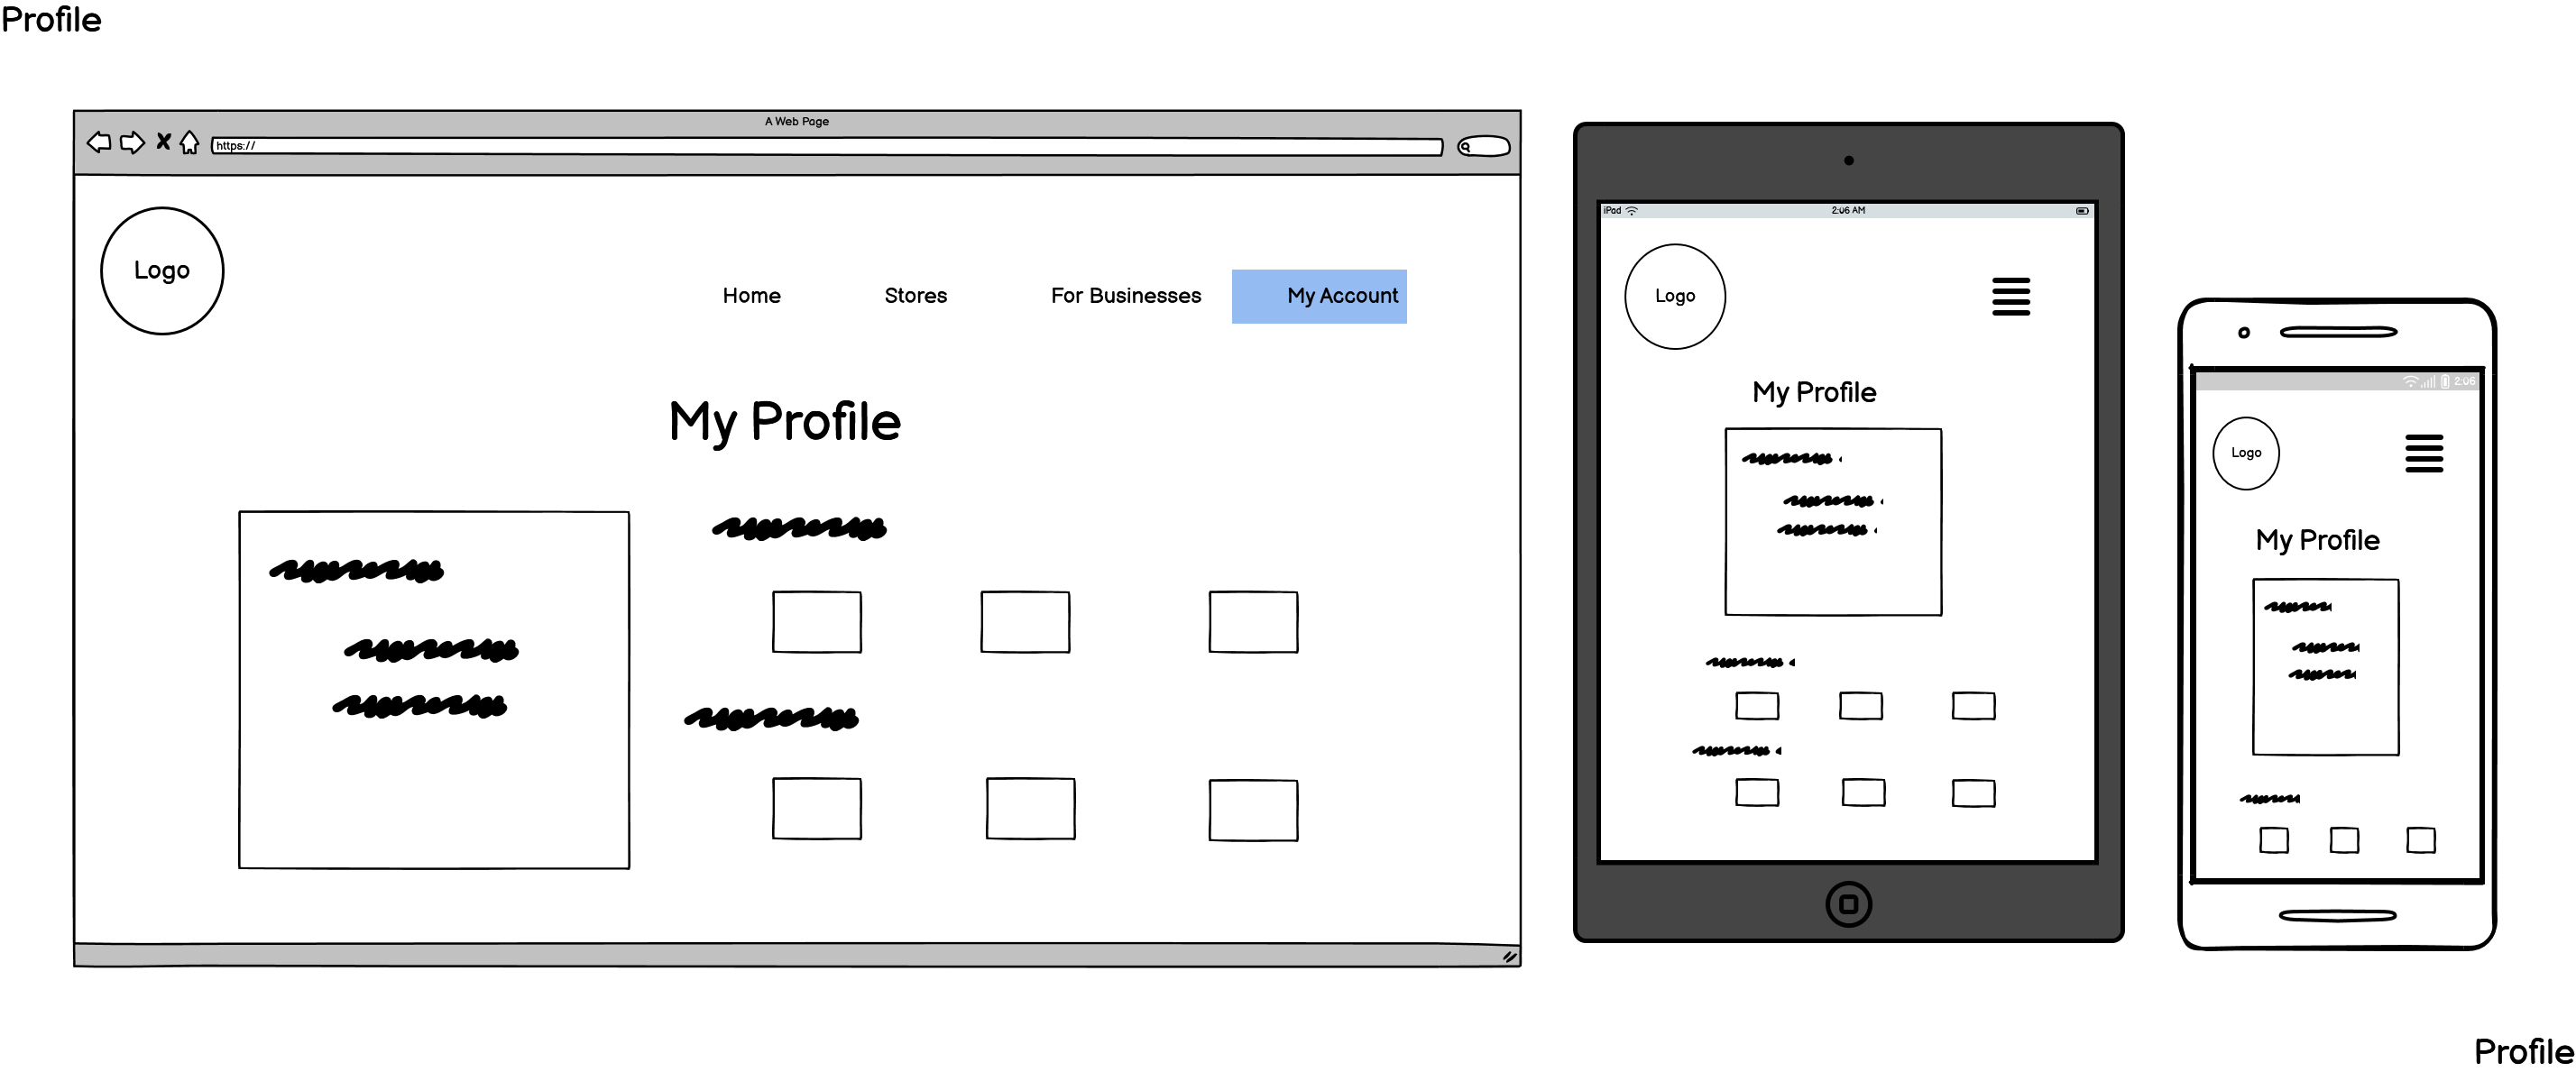 Profile
A Web Page
https://
Logo
Home Stores For Businesses My Account
My Profile
iPad 2:06 AM
Logo
My Profile
2:06
Logo
My Profile
Profile